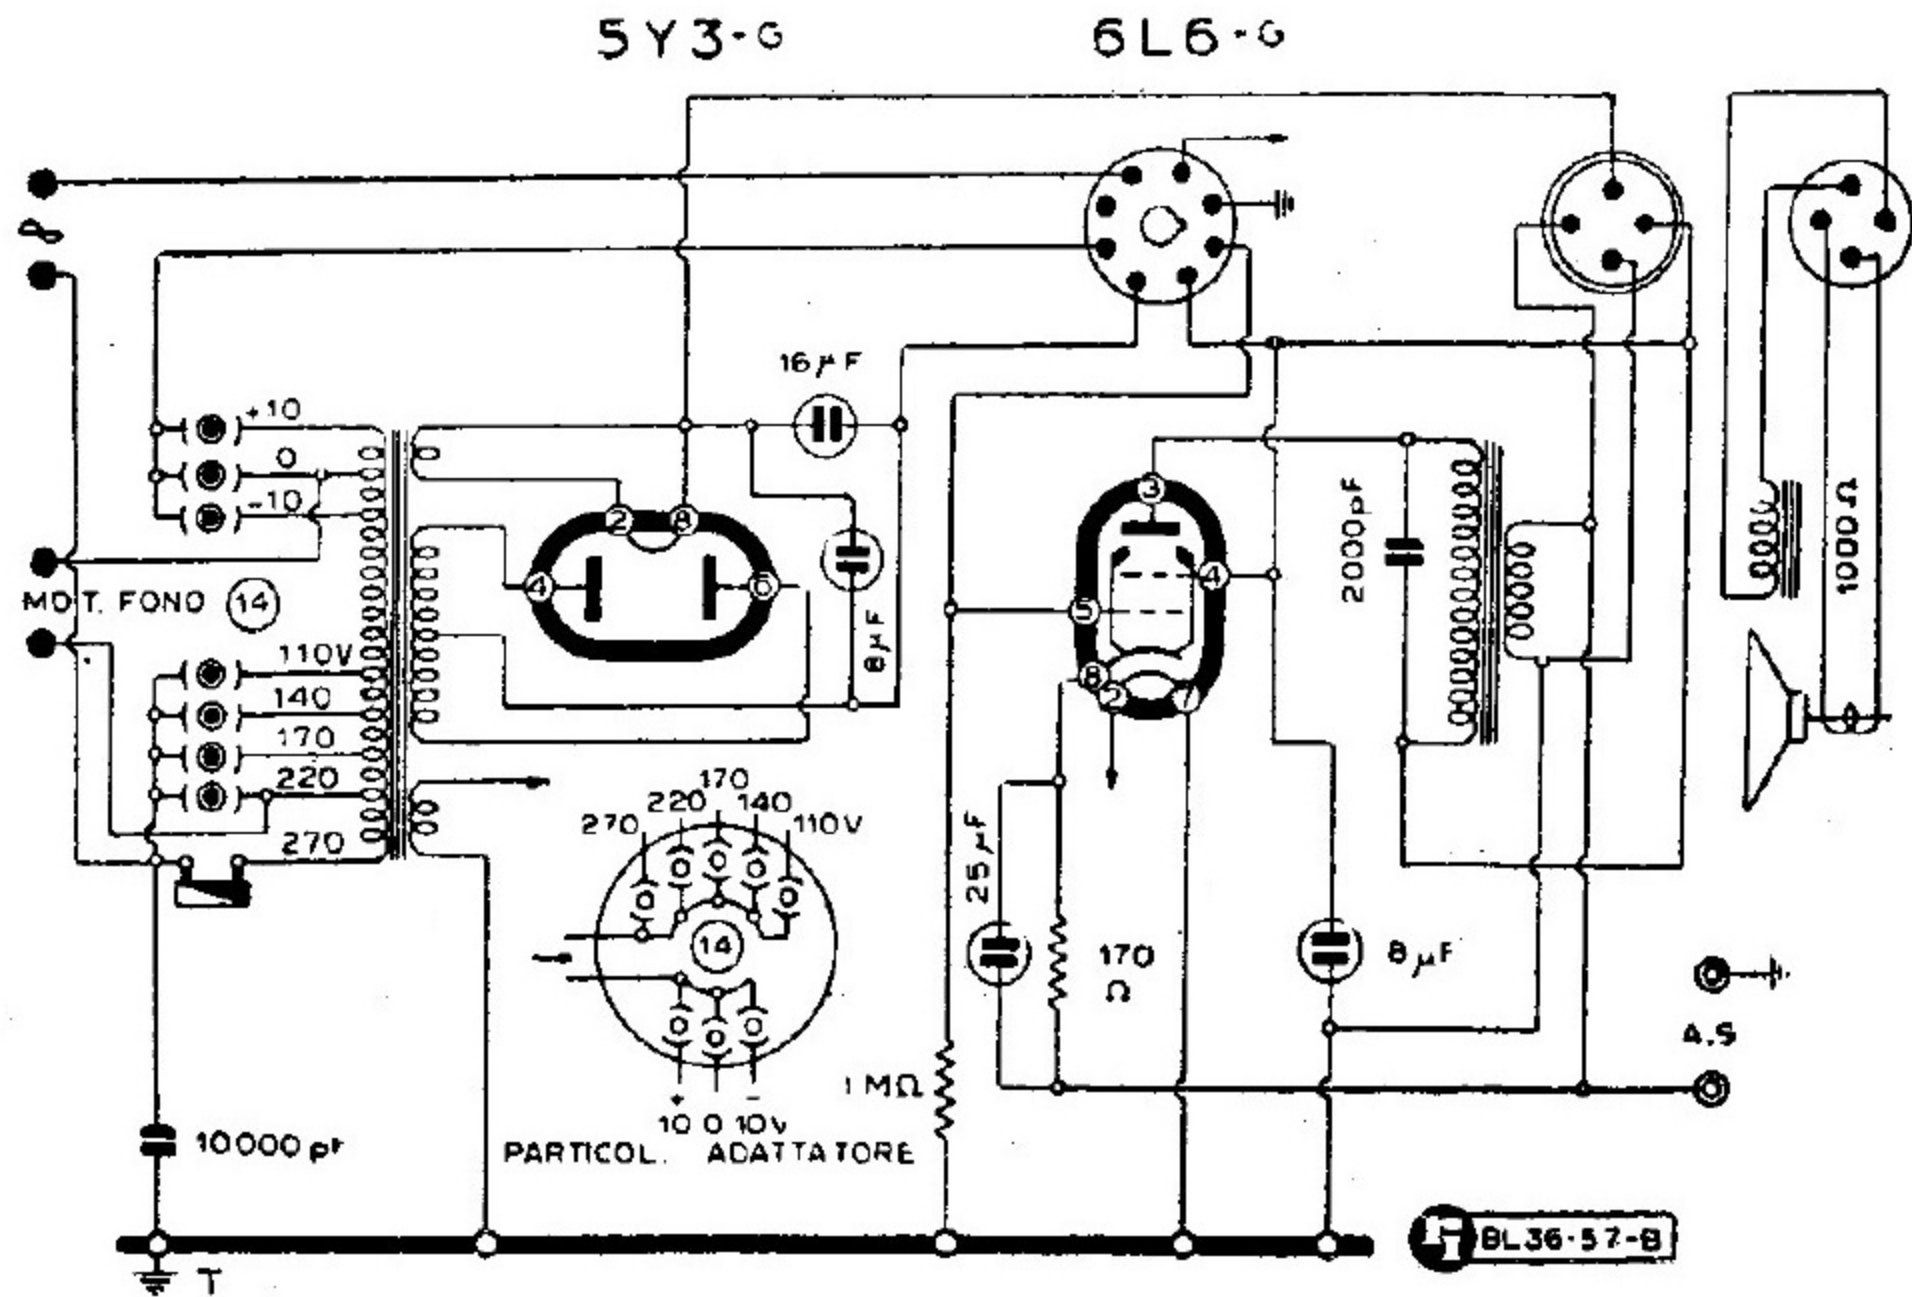 5Y3-G
6L6-G
16μF
+10
0
-10
MOT. FONO 14
110V
140
170
220
270
2
8
4
6
8μF
3
4
5
8
2
7
2000pF
1000Ω
170
220
140
270
110V
14
+
-
10 0 10V
PARTICOL. ADATTATORE
25μF
170
Ω
8μF
1MΩ
A.S
10000pF
T
BL36-57-B